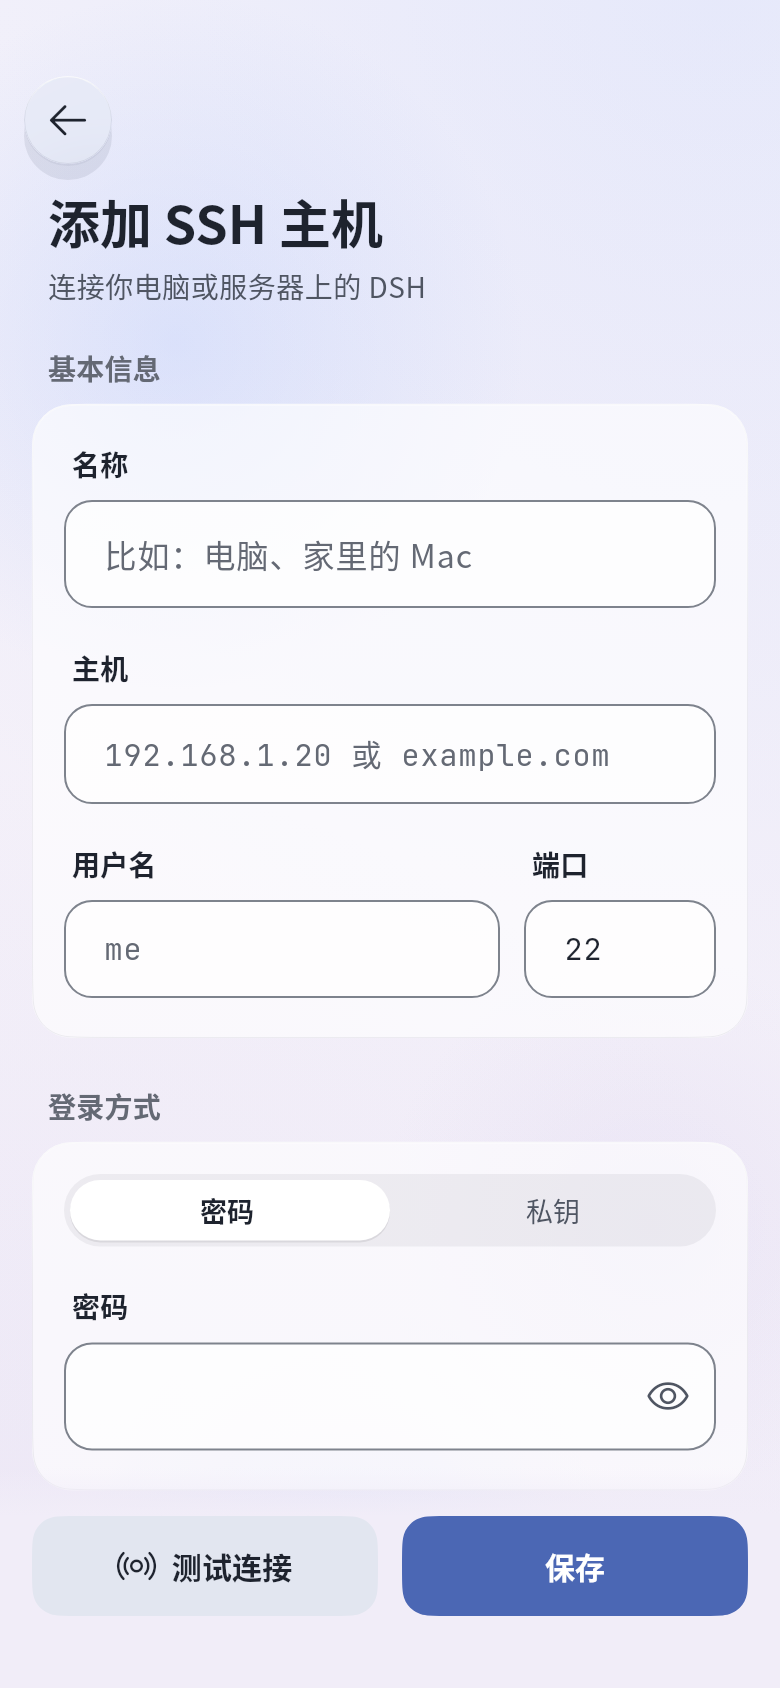 添加 SSH 主机
连接你电脑或服务器上的 DSH
基本信息
名称
比如：电脑、家里的 Mac
主机
192.168.1.20 或 example.com
用户名 端口
me 22
登录方式
密码 私钥
密码
测试连接 保存